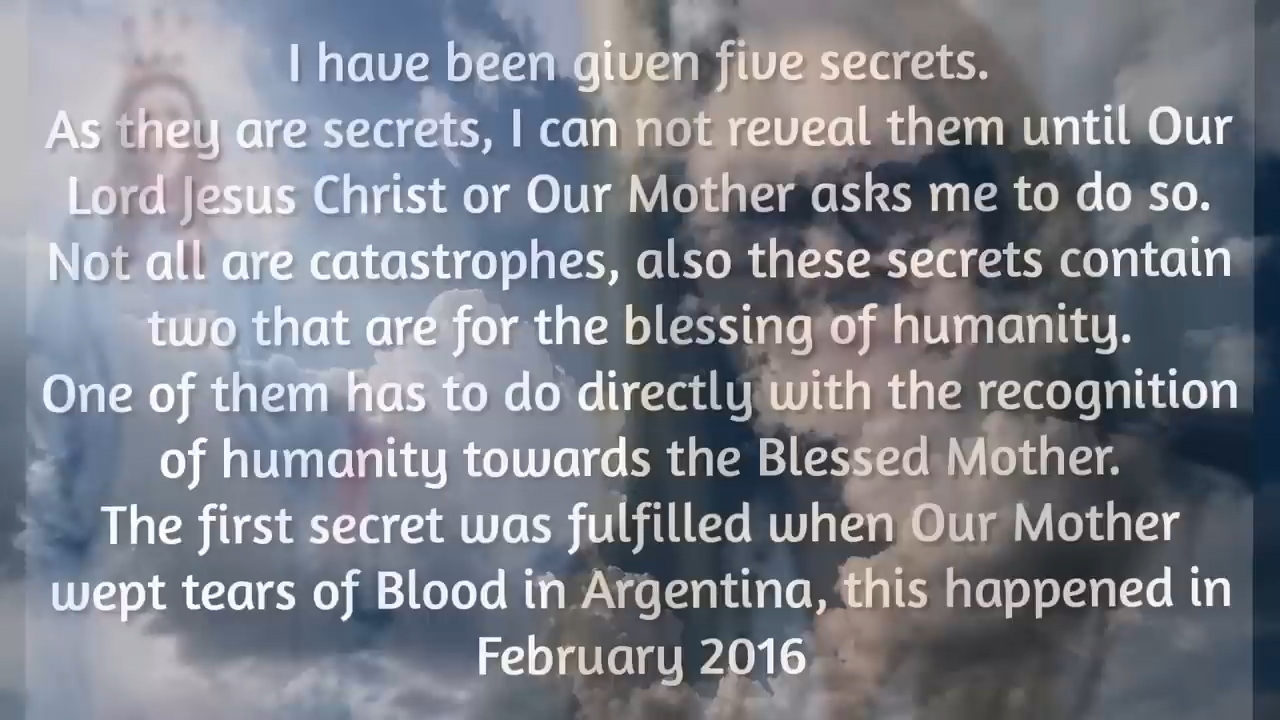 I have been given five secrets.
As they are secrets, I can not reveal them until Our
Lord Jesus Christ or Our Mother asks me to do so.
Not all are catastrophes, also these secrets contain
two that are for the blessing of humanity.
One of them has to do directly with the recognition
of humanity towards the Blessed Mother.
The first secret was fulfilled when Our Mother
wept tears of Blood in Argentina, this happened in
February 2016